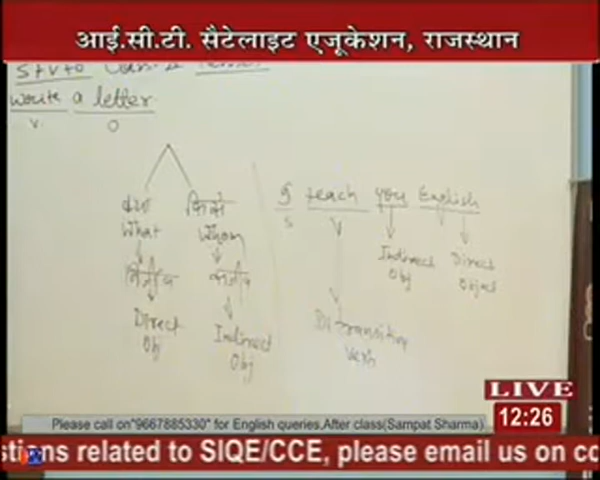 आई.सी.टी. सैटेलाइट एजूकेशन, राजस्थान
S+V+O
write a letter
V O
क्या किसे
What Whom
निर्जीव सजीव
Direct Obj
Indirect Obj
I teach you English
S V
Indirect Obj
Direct Object
Ditransitive Verb
LIVE
12:26
Please call on"9667885330" for English queries,After class(Sampat Sharma)
stions related to SIQE/CCE, please email us on co